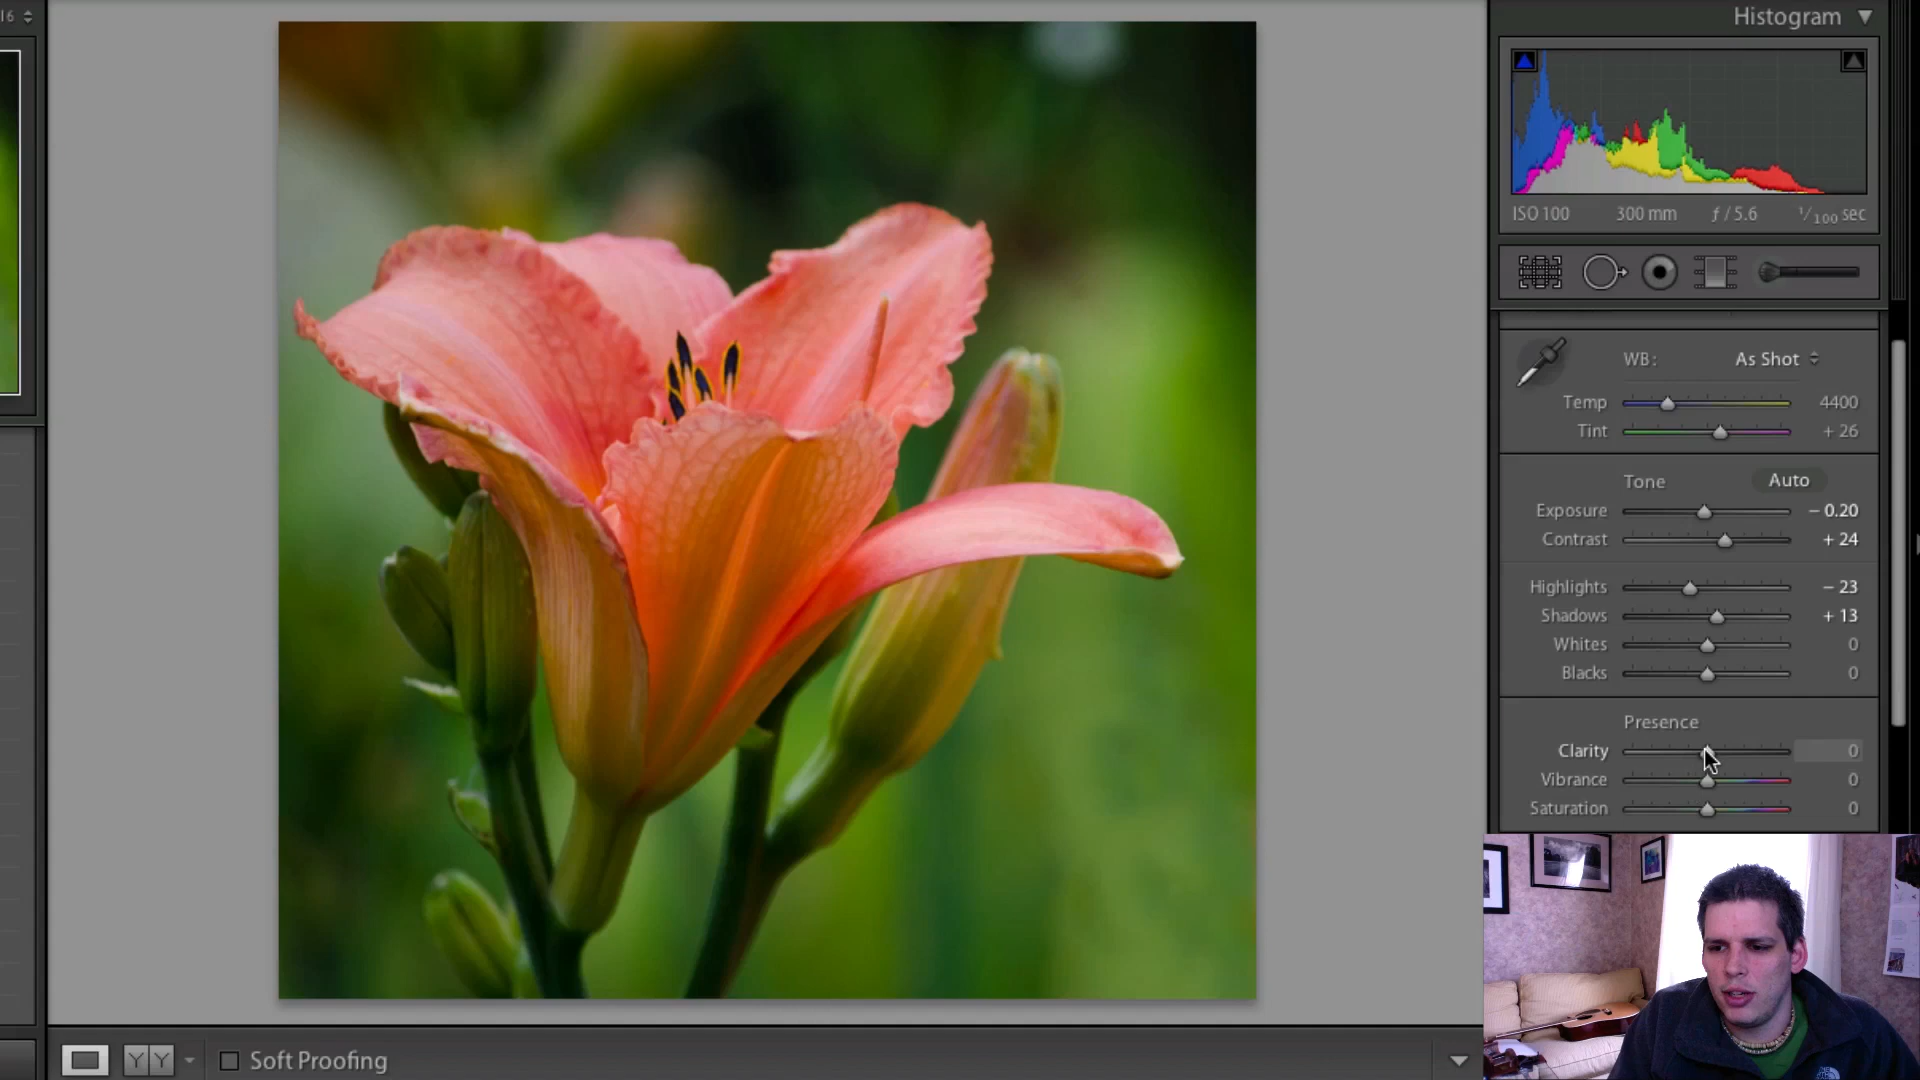 16
Histogram
ISO 100 300 mm ƒ / 5.6 1/100 sec
WB: As Shot
Temp 4400
Tint + 26
Tone Auto
Exposure − 0.20
Contrast + 24
Highlights − 23
Shadows + 13
Whites 0
Blacks 0
Presence
Clarity 0
Vibrance 0
Saturation 0
YY
Soft Proofing